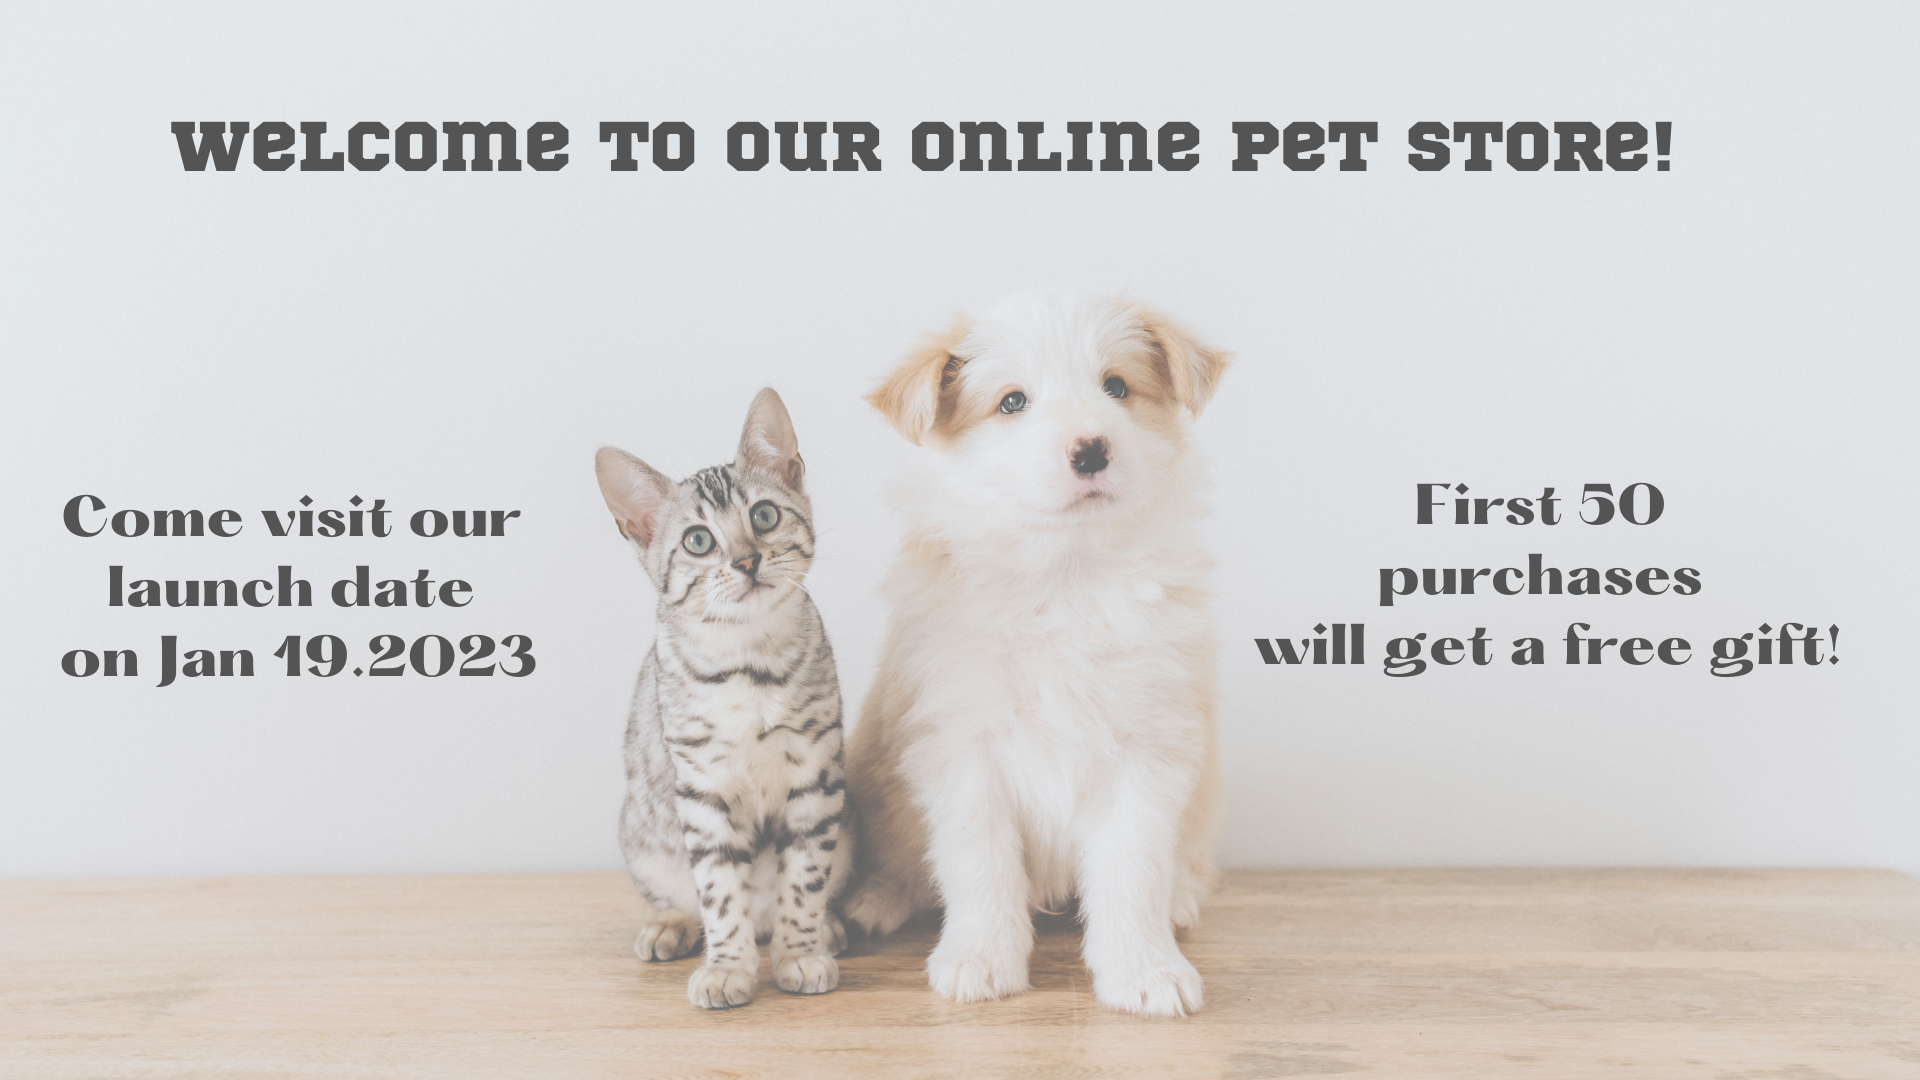 Welcome to our online pet store!
Come visit our
launch date
on Jan 19.2023
First 50
purchases
will get a free gift!